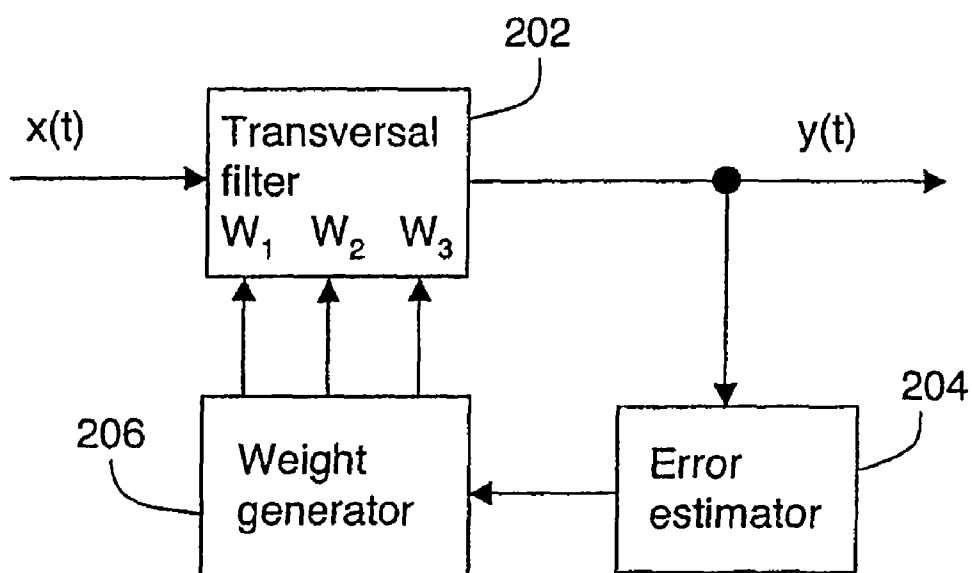 202
x(t)
Transversal
filter
W1 W2 W3
y(t)
206
Weight
generator
204
Error
estimator